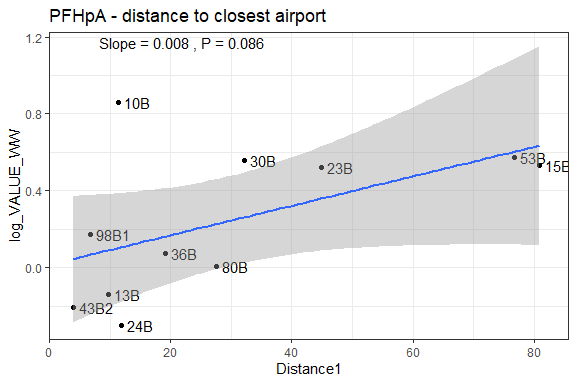 PFHpA - distance to closest airport
Slope = 0.008 , P = 0.086
1.2
0.8
0.4
0.0
log_VALUE_WW
10B
30B
23B
53B
15B
98B1
36B
80B
13B
43B2
24B
0 20 40 60 80
Distance1